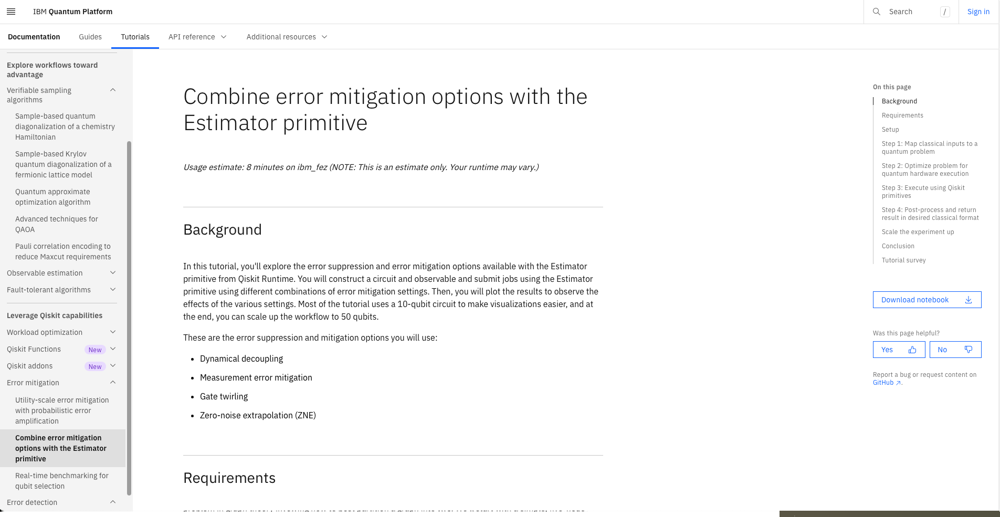 IBM Quantum Platform
Search
/
Sign in
Documentation
Guides
Tutorials
API reference
Additional resources
Explore workflows toward
advantage
Verifiable sampling
algorithms
Sample-based quantum
diagonalization of a chemistry
Hamiltonian
Sample-based Krylov
quantum diagonalization of a
fermionic lattice model
Quantum approximate
optimization algorithm
Advanced techniques for
QAOA
Pauli correlation encoding to
reduce Maxcut requirements
Observable estimation
Fault-tolerant algorithms
Leverage Qiskit capabilities
Workload optimization
Qiskit Functions New
Qiskit addons New
Error mitigation
Utility-scale error mitigation
with probabilistic error
amplification
Combine error mitigation
options with the Estimator
primitive
Real-time benchmarking for
qubit selection
Error detection
Combine error mitigation options with the
Estimator primitive
Usage estimate: 8 minutes on ibm_fez (NOTE: This is an estimate only. Your runtime may vary.)
Background
In this tutorial, you'll explore the error suppression and error mitigation options available with the Estimator
primitive from Qiskit Runtime. You will construct a circuit and observable and submit jobs using the Estimator
primitive using different combinations of error mitigation settings. Then, you will plot the results to observe the
effects of the various settings. Most of the tutorial uses a 10-qubit circuit to make visualizations easier, and at
the end, you can scale up the workflow to 50 qubits.
These are the error suppression and mitigation options you will use:
• Dynamical decoupling
• Measurement error mitigation
• Gate twirling
• Zero-noise extrapolation (ZNE)
Requirements
On this page
Background
Requirements
Setup
Step 1: Map classical inputs to a
quantum problem
Step 2: Optimize problem for
quantum hardware execution
Step 3: Execute using Qiskit
primitives
Step 4: Post-process and return
result in desired classical format
Scale the experiment up
Conclusion
Tutorial survey
Download notebook
Was this page helpful?
Yes
No
Report a bug or request content on
GitHub ↗.